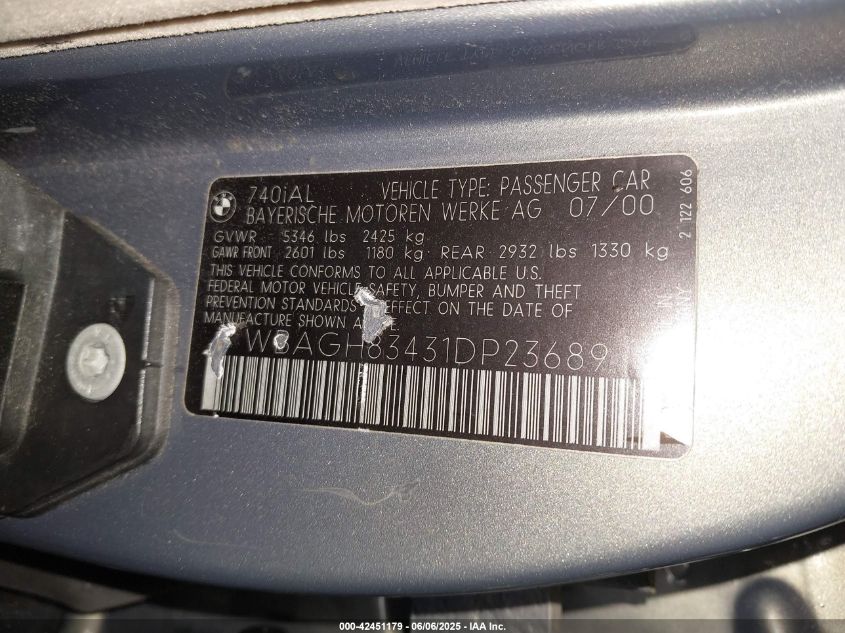 740iAL VEHICLE TYPE: PASSENGER CAR
BAYERISCHE MOTOREN WERKE AG 07/00
GVWR - 5346 lbs 2425 kg
GAWR FRONT 2601 lbs 1180 kg - REAR 2932 lbs 1330 kg
THIS VEHICLE CONFORMS TO ALL APPLICABLE U.S.
FEDERAL MOTOR VEHICLE SAFETY, BUMPER AND THEFT
PREVENTION STANDARDS IN EFFECT ON THE DATE OF
MANUFACTURE SHOWN
WBAGH83431DP23689
2 122 606
000-42451179 | 06/06/2025 - IAA Inc.